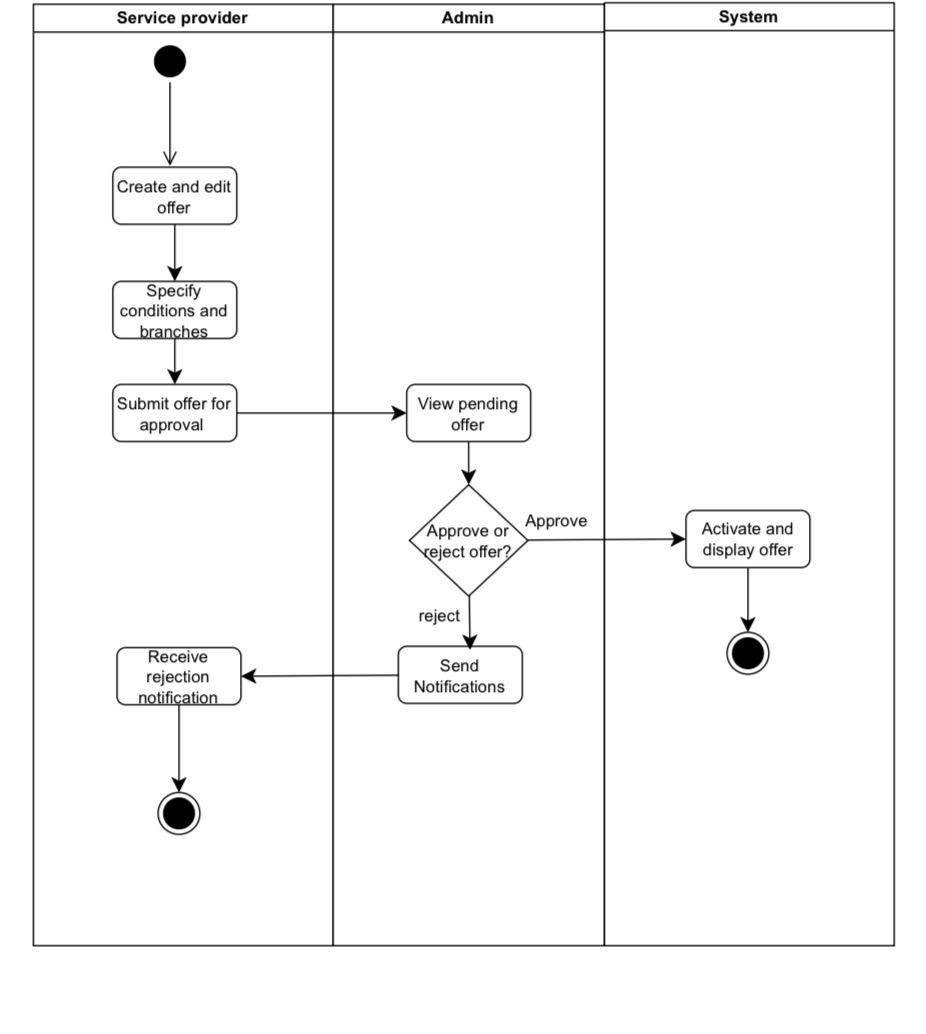 Service provider
Admin
System
Create and edit
offer
Specify
conditions and
branches
Submit offer for
approval
View pending
offer
Approve or
reject offer?
Approve
Activate and
display offer
reject
Receive
rejection
notification
Send
Notifications